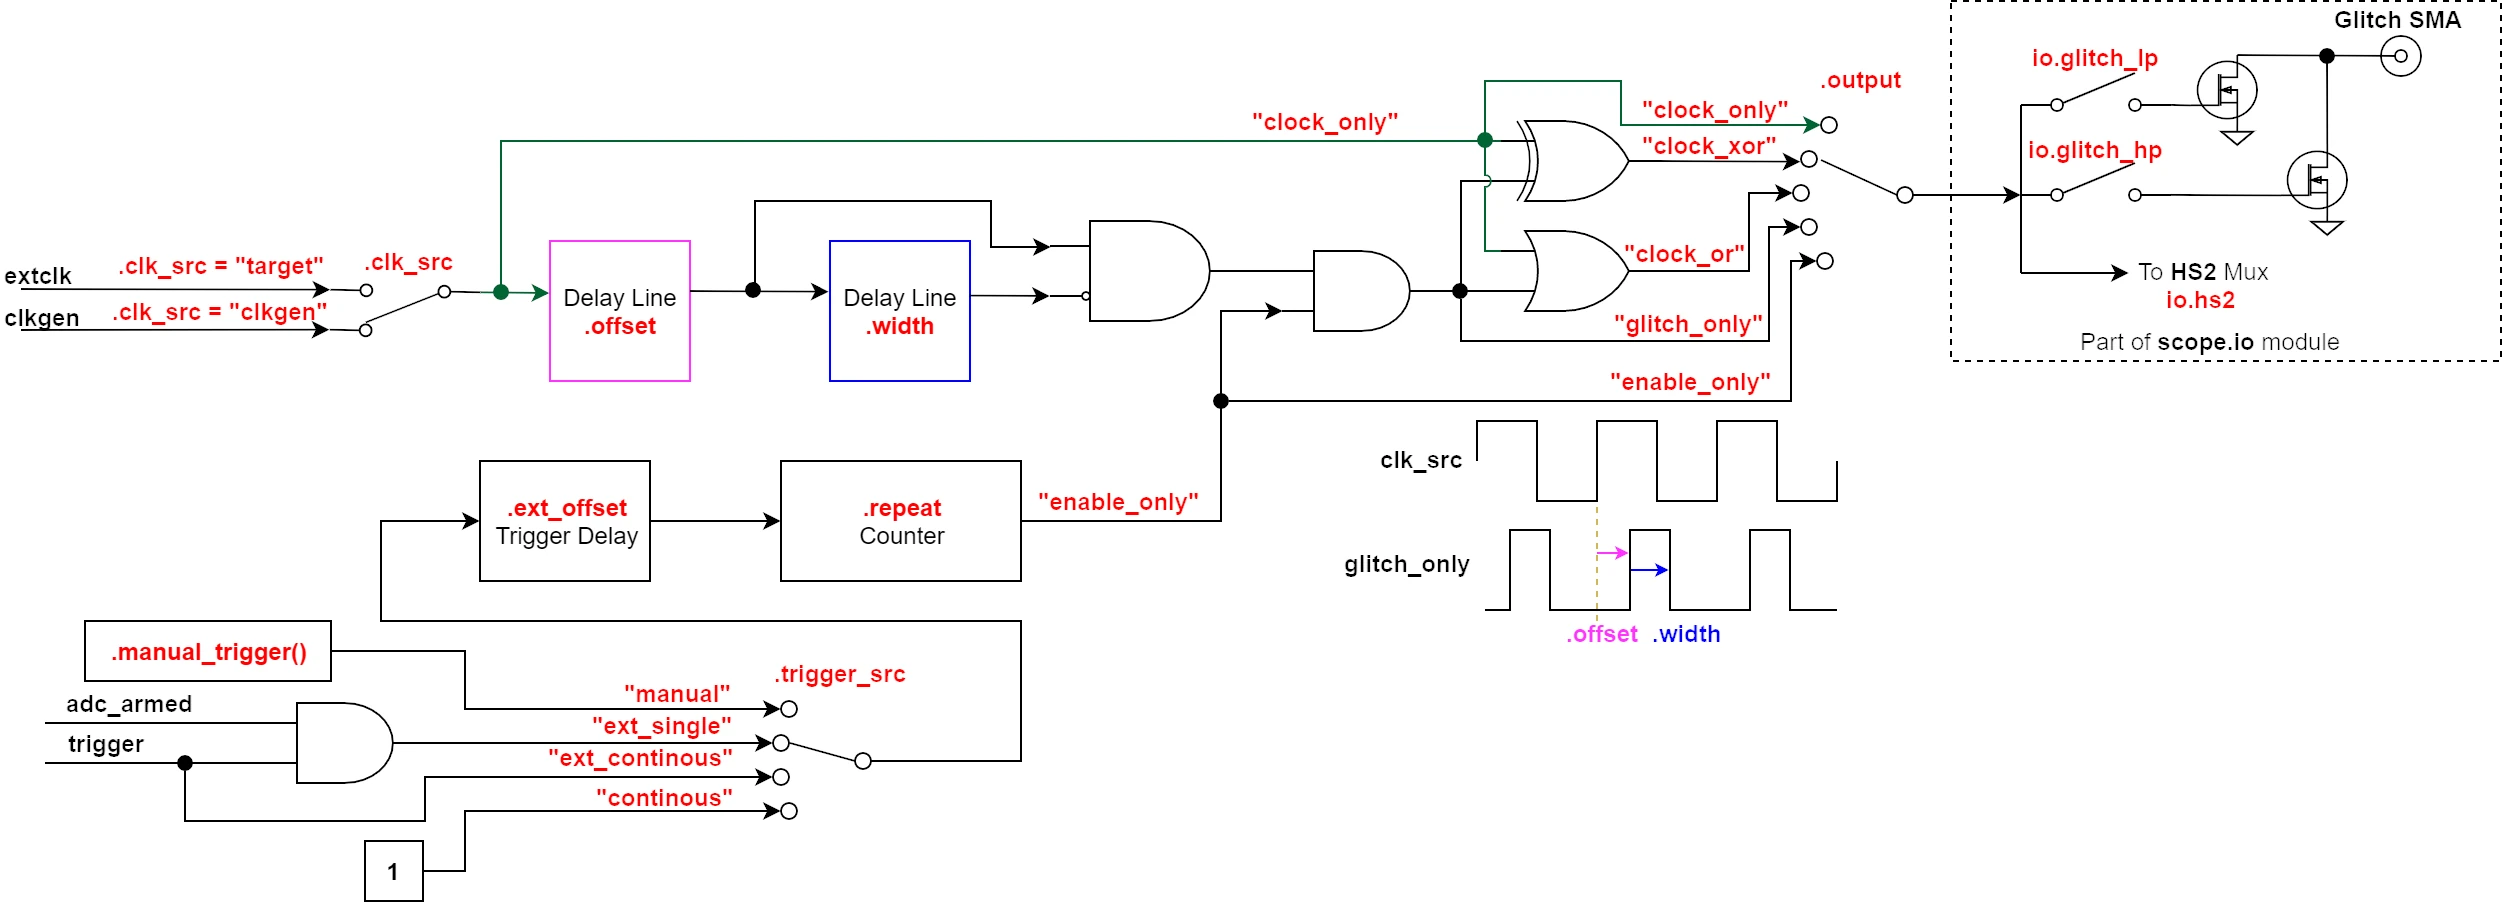 Glitch SMA
io.glitch_lp
.output
"clock_only"
"clock_only"
"clock_xor"
io.glitch_hp
"clock_or"
.clk_src = "target"
.clk_src
extclk
clkgen
.clk_src = "clkgen"
Delay Line
.offset
Delay Line
.width
To HS2 Mux
io.hs2
"glitch_only"
Part of scope.io module
"enable_only"
clk_src
.ext_offset
Trigger Delay
.repeat
Counter
"enable_only"
glitch_only
.offset .width
.manual_trigger()
.trigger_src
"manual"
adc_armed
"ext_single"
trigger
"ext_continous"
"continous"
1